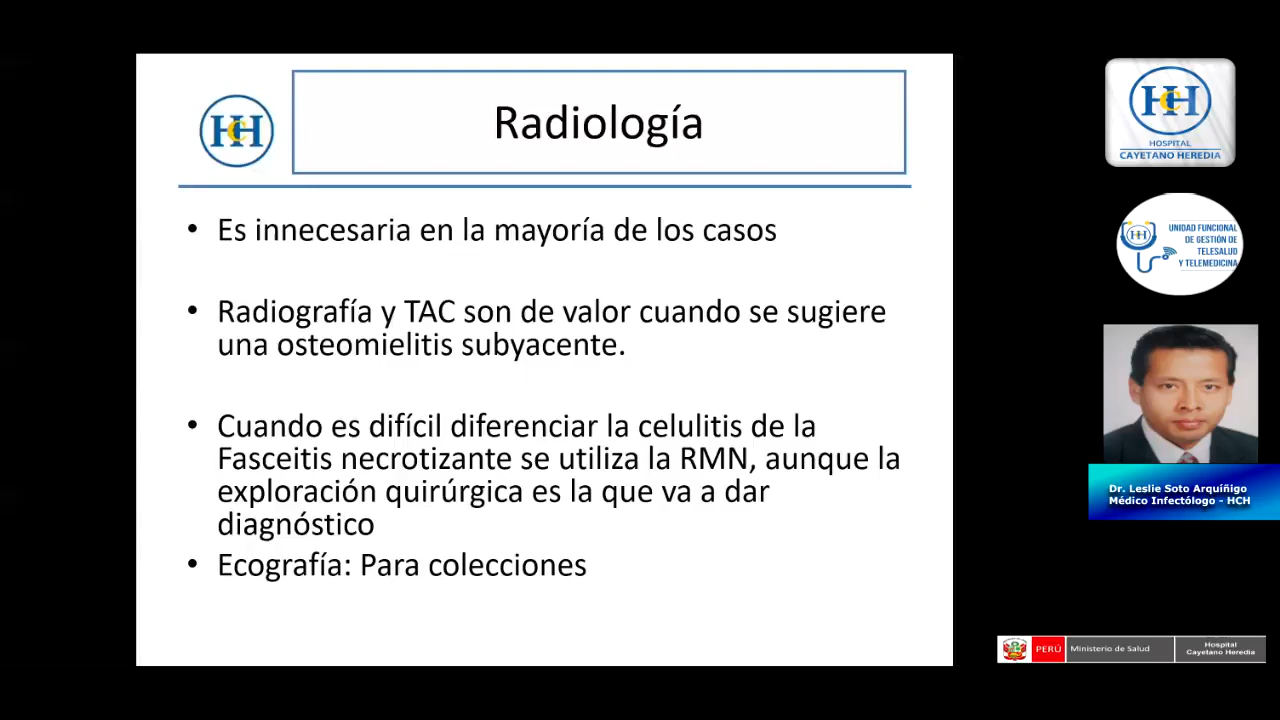 HCH
Radiología
• Es innecesaria en la mayoría de los casos
• Radiografía y TAC son de valor cuando se sugiere
una osteomielitis subyacente.
• Cuando es difícil diferenciar la celulitis de la
Fasceitis necrotizante se utiliza la RMN, aunque la
exploración quirúrgica es la que va a dar
diagnóstico
• Ecografía: Para colecciones
HCH
HOSPITAL
CAYETANO HEREDIA
HCH
UNIDAD FUNCIONAL
DE GESTIÓN DE
TELESALUD
Y TELEMEDICINA
Dr. Leslie Soto Arquíñigo
Médico Infectólogo - HCH
PERÚ
Ministerio de Salud
Hospital
Cayetano Heredia